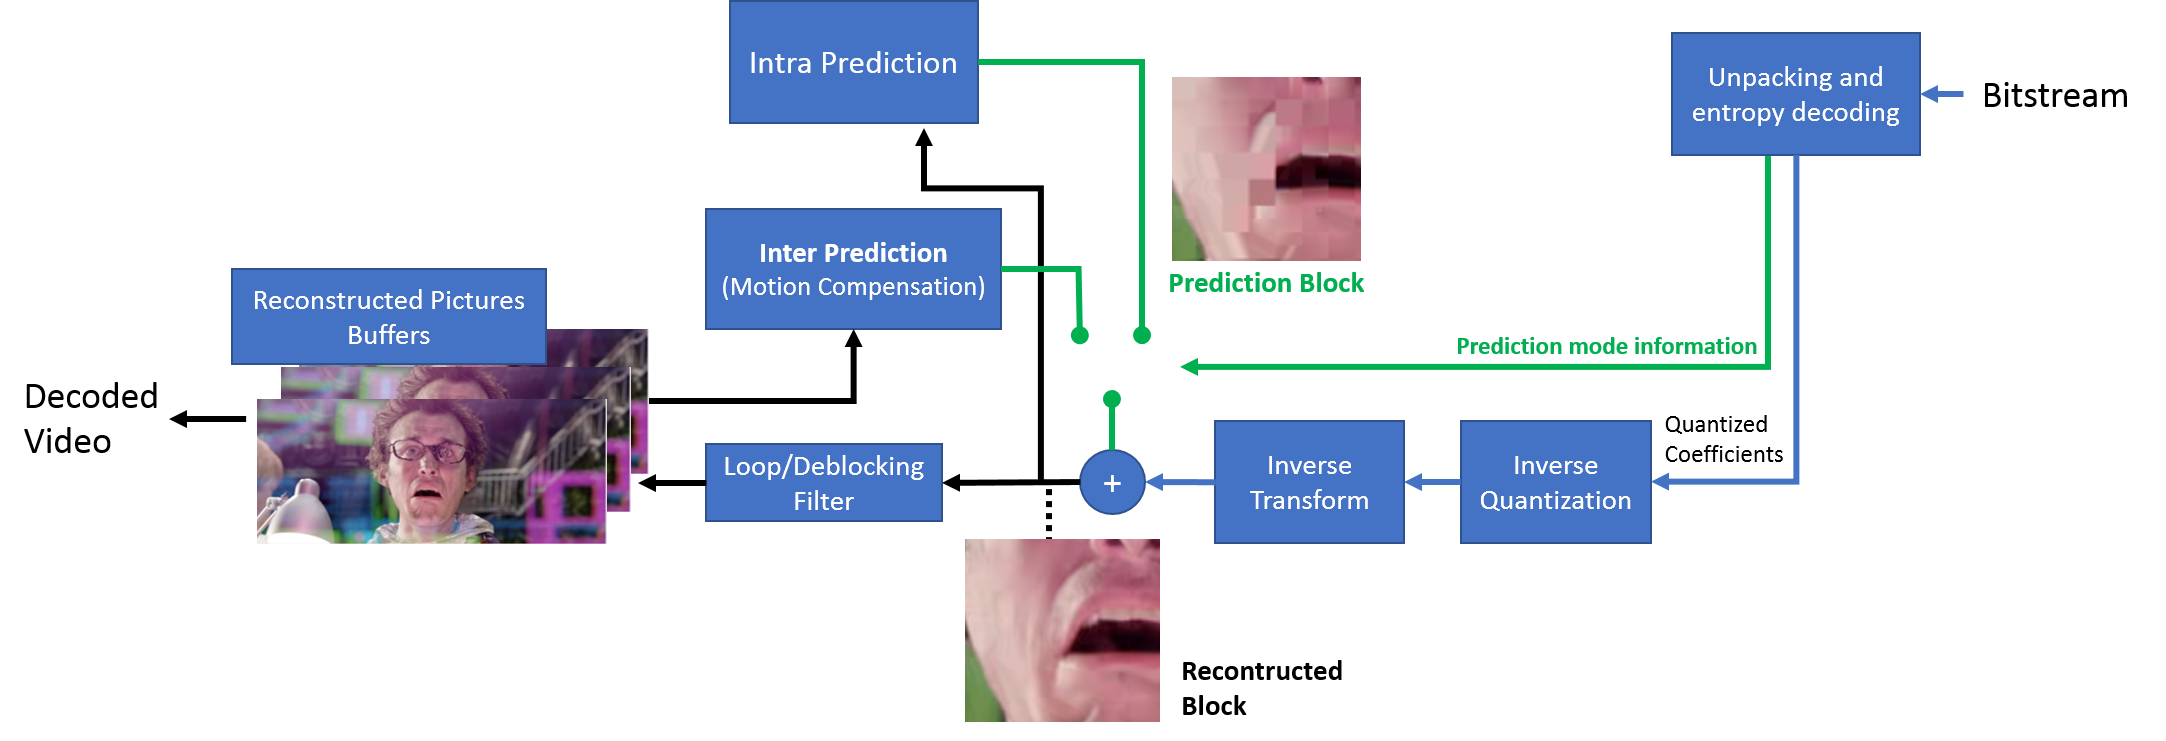 Intra Prediction
Unpacking and
entropy decoding
Bitstream
Inter Prediction
(Motion Compensation)
Prediction Block
Reconstructed Pictures
Buffers
Prediction mode information
Decoded
Video
Quantized
Coefficients
Loop/Deblocking
Filter
+
Inverse
Transform
Inverse
Quantization
Recontructed
Block